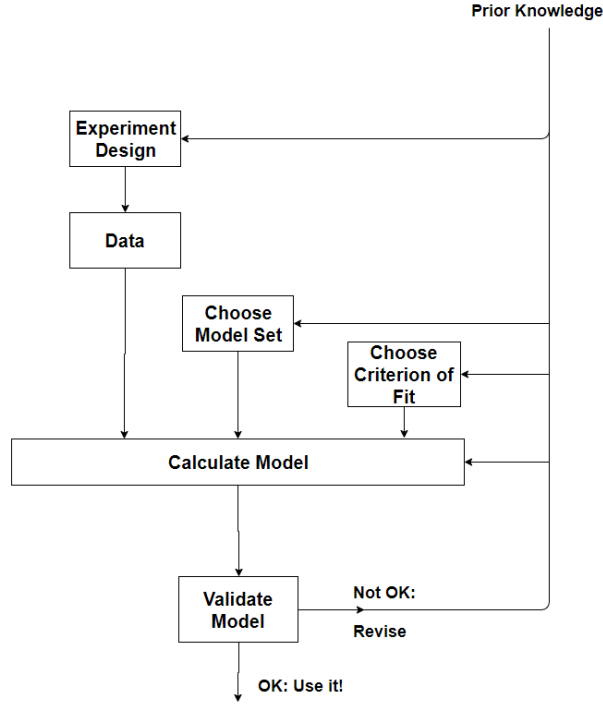 Prior Knowledge
Experiment
Design
Data
Choose
Model Set
Choose
Criterion of
Fit
Calculate Model
Validate
Model
Not OK:
Revise
OK: Use it!